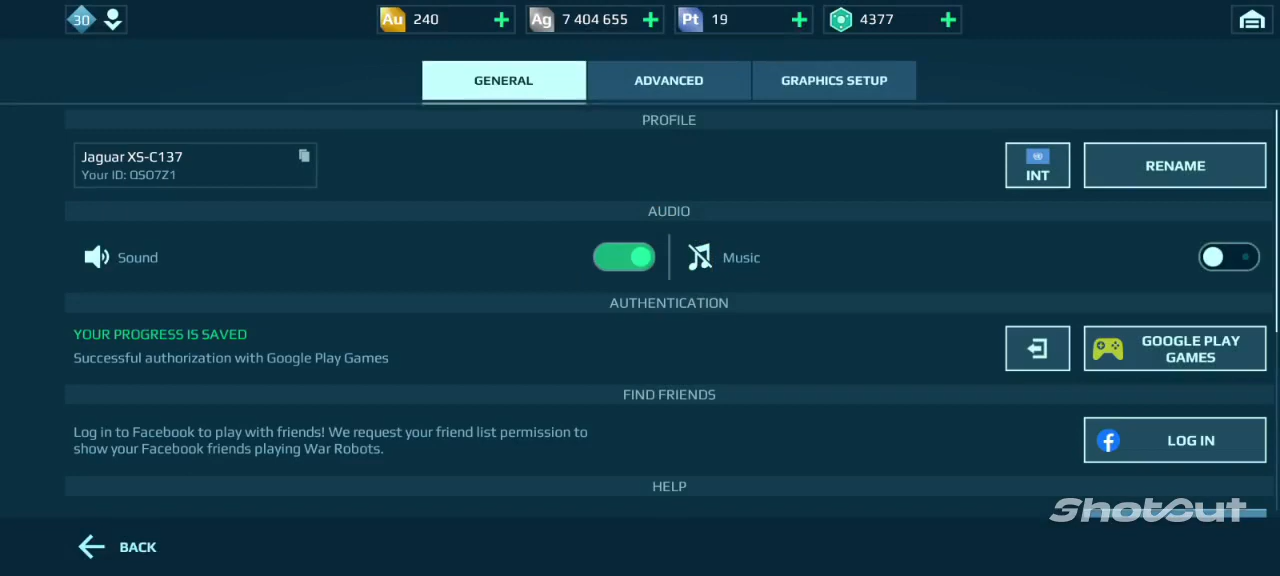 30
Au 240
Ag 7 404 655
Pt 19
4377
GENERAL
ADVANCED
GRAPHICS SETUP
PROFILE
Jaguar XS-C137
Your ID: QSO7Z1
INT
RENAME
AUDIO
Sound
Music
AUTHENTICATION
YOUR PROGRESS IS SAVED
Successful authorization with Google Play Games
GOOGLE PLAY
GAMES
FIND FRIENDS
Log in to Facebook to play with friends! We request your friend list permission to
show your Facebook friends playing War Robots.
LOG IN
HELP
ShotCut
BACK